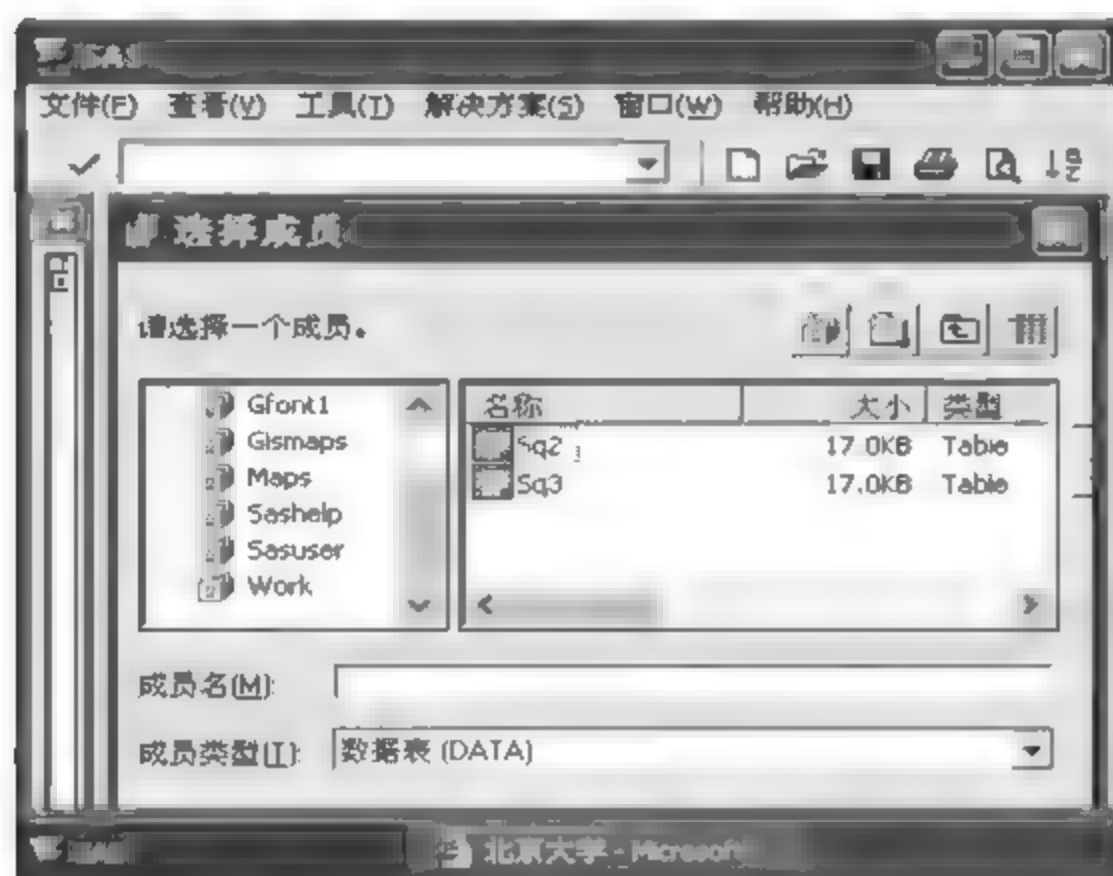 SAS
文件(F) 查看(V) 工具(T) 解决方案(S) 窗口(W) 帮助(H)
选择成员
请选择一个成员。
Gfont1
Gismaps
Maps
Sashelp
Sasuser
Work
名称 大小 类型
Sq2 17.0KB Table
Sq3 17.0KB Table
成员名(M):
成员类型(T): 数据表 (DATA)
北京大学 - Microsoft